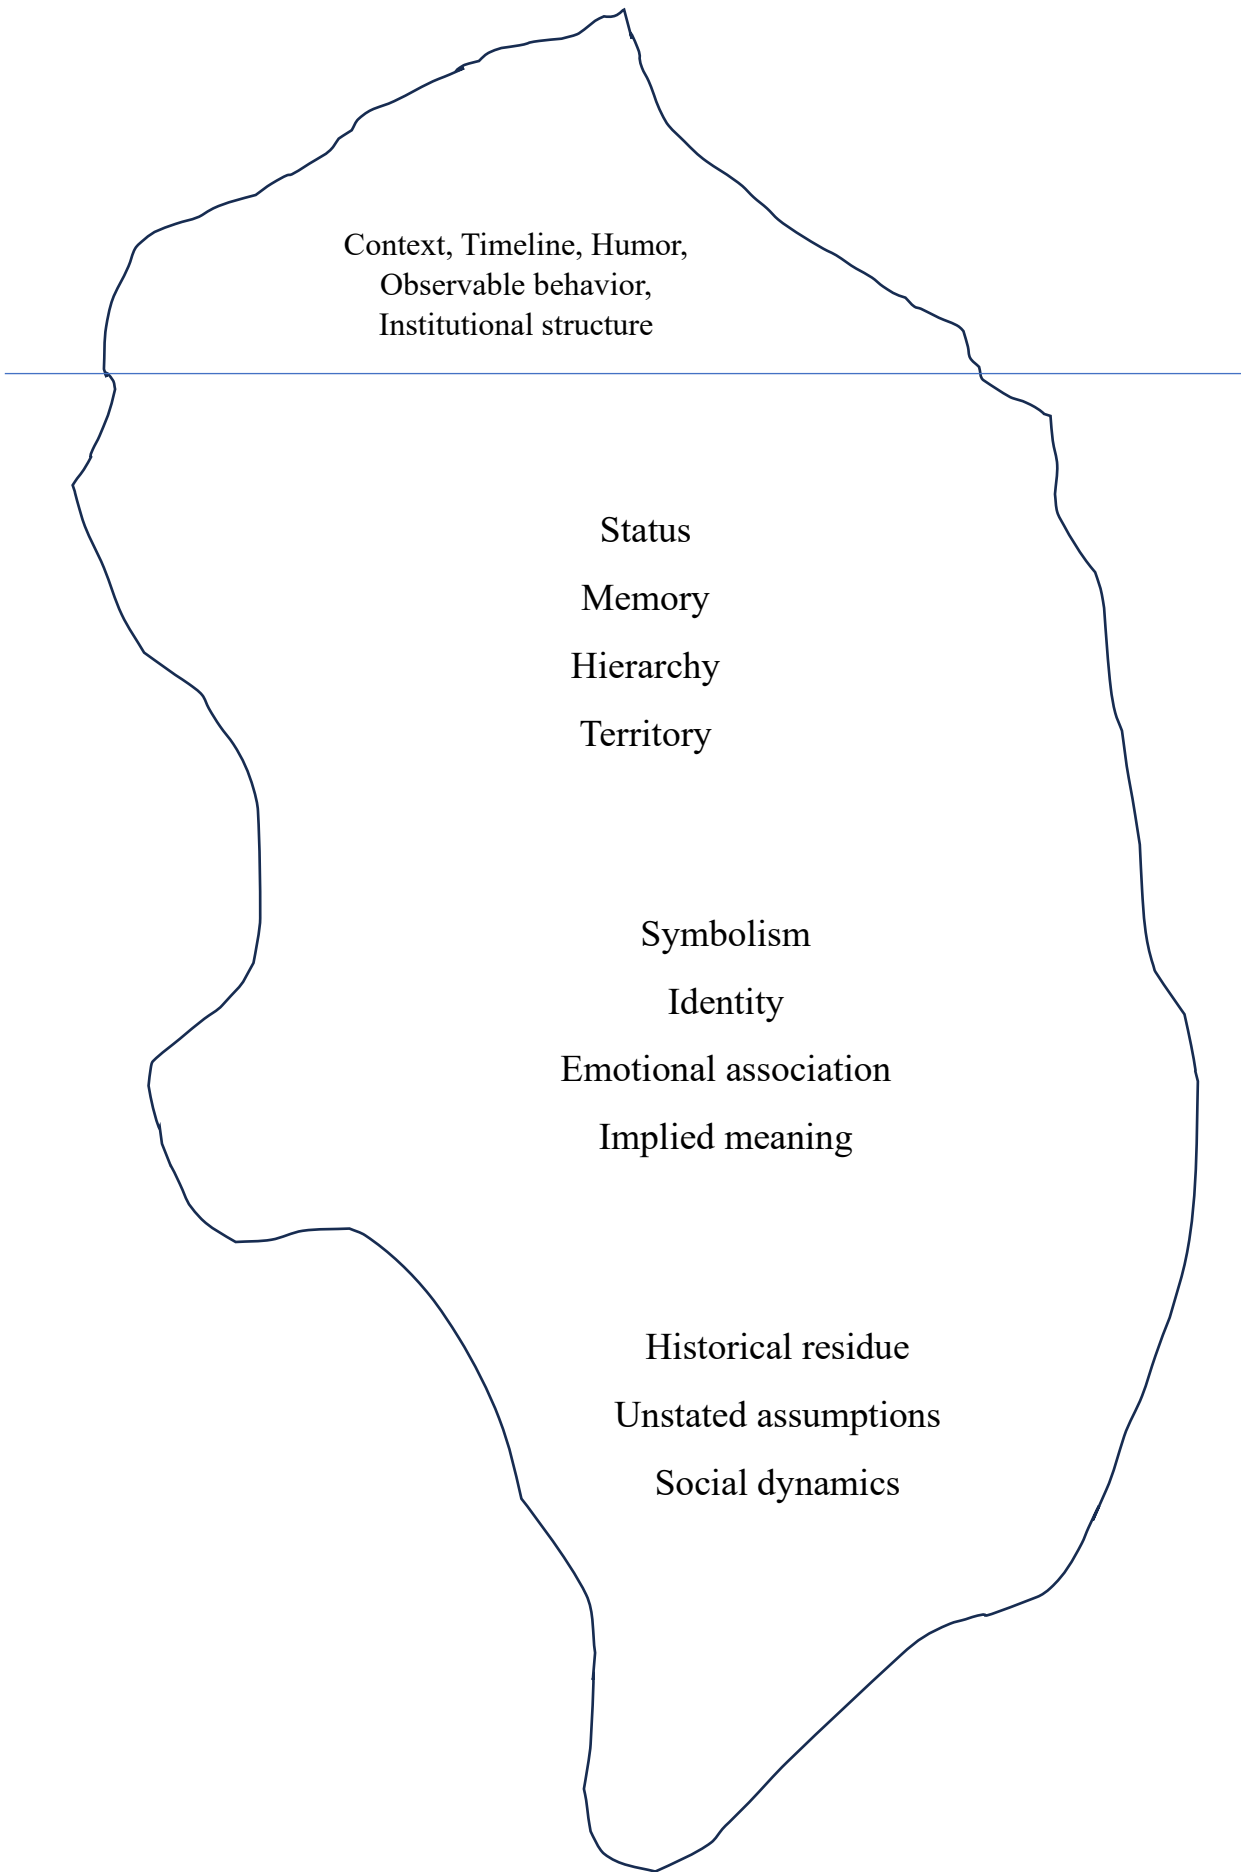 Context, Timeline, Humor,
Observable behavior,
Institutional structure
Status
Memory
Hierarchy
Territory
Symbolism
Identity
Emotional association
Implied meaning
Historical residue
Unstated assumptions
Social dynamics